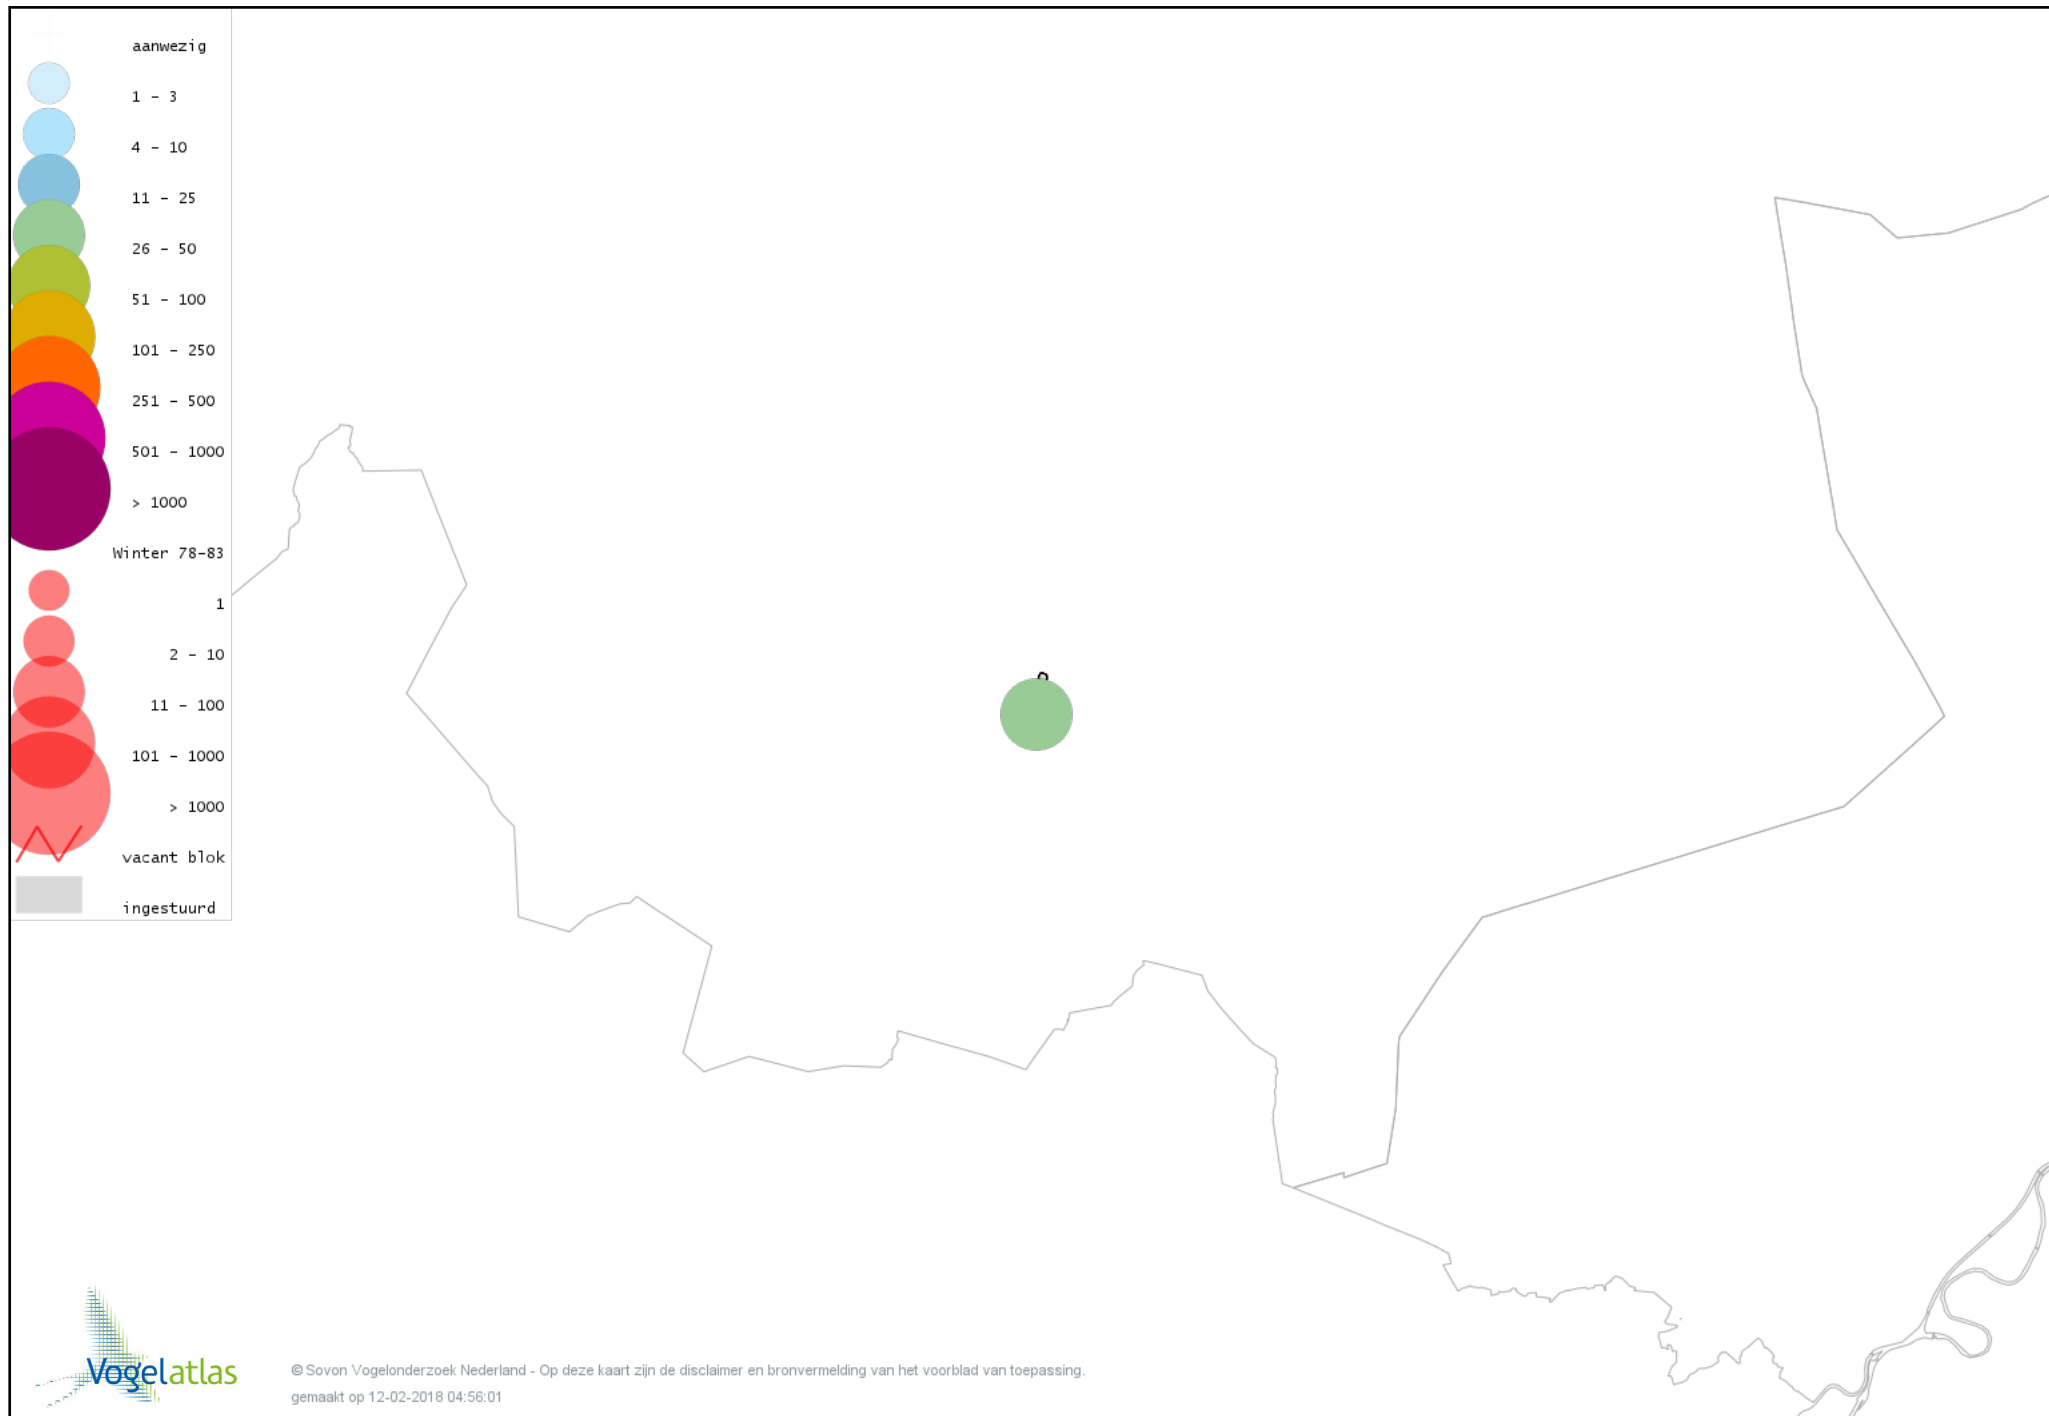 aanwezig
1 - 3
4 - 10
11 - 25
26 - 50
51 - 100
101 - 250
251 - 500
501 - 1000
> 1000
Winter 78-83
1
2 - 10
11 - 100
101 - 1000
> 1000
vacant blok
ingestuurd
Vogelatlas
© Sovon Vogelonderzoek Nederland - Op deze kaart zijn de disclaimer en bronvermelding van het voorblad van toepassing.
gemaakt op 12-02-2018 04:56:01